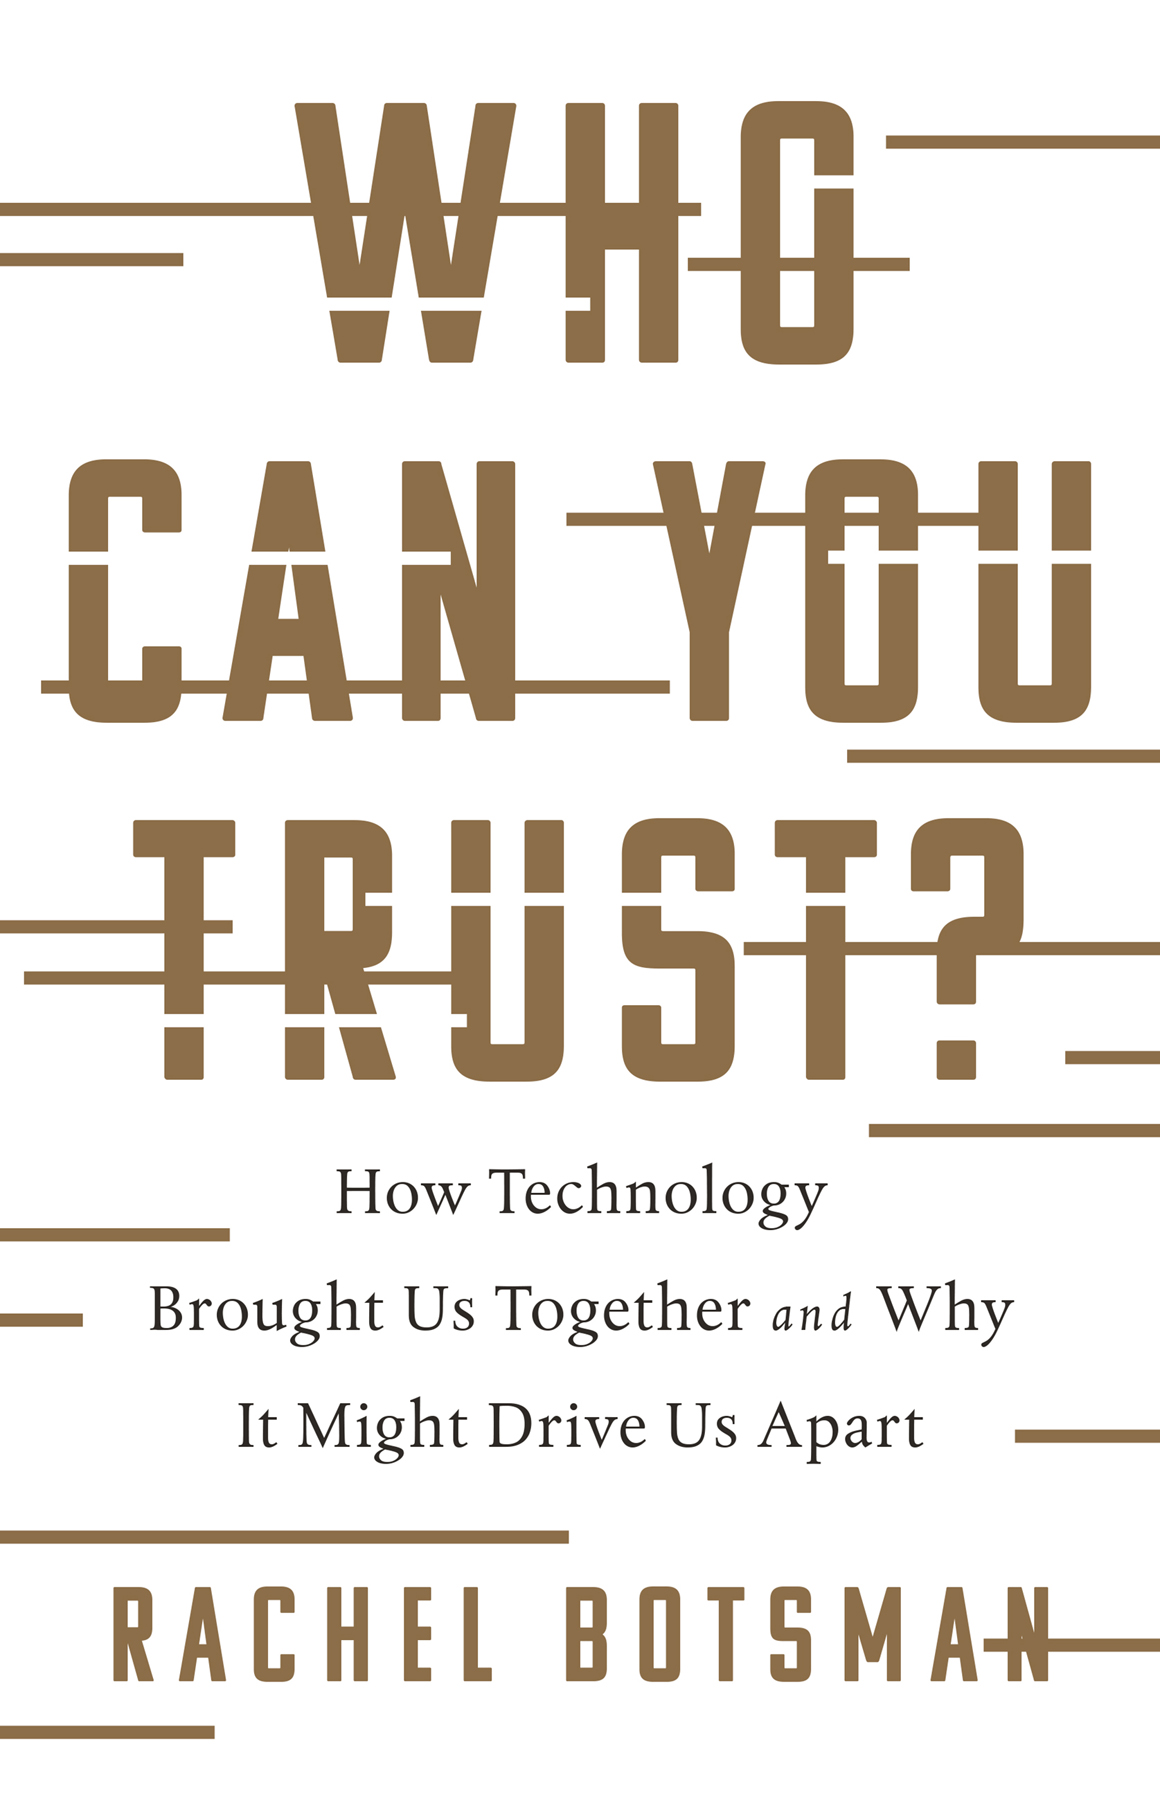 WHO
CAN YOU
TRUST?
How Technology
Brought Us Together and Why
It Might Drive Us Apart
RACHEL BOTSMAN